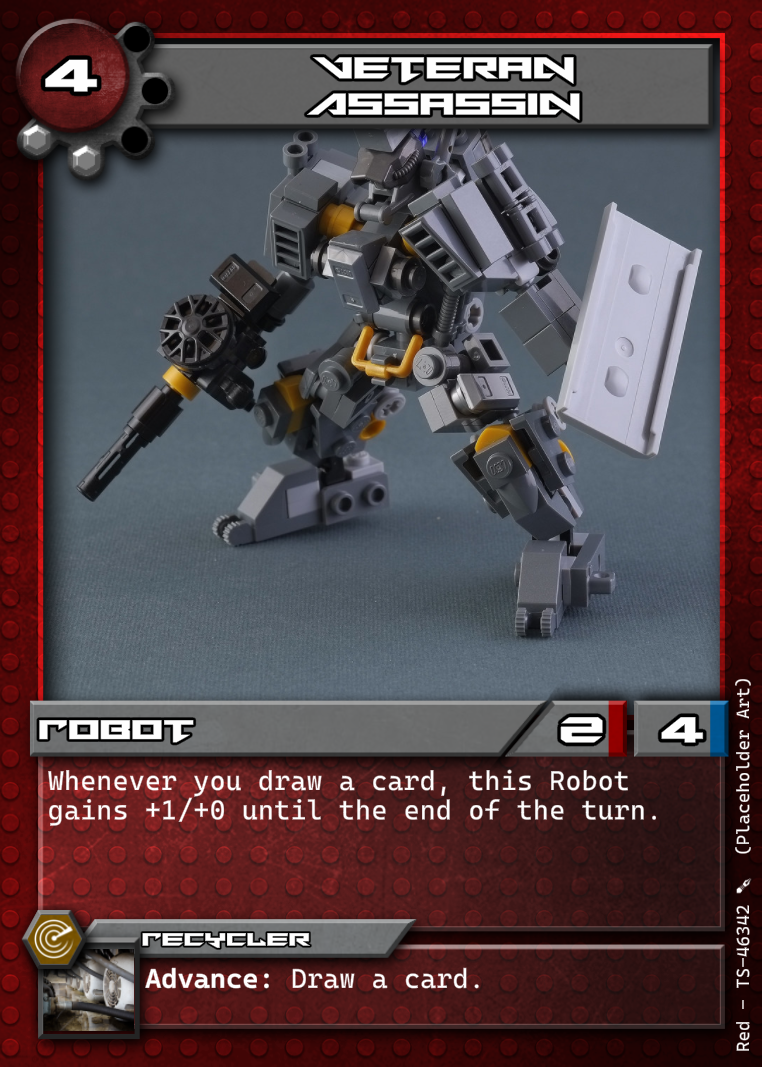 4
VETERAN
ASSASSIN
ROBOT
2
4
Whenever you draw a card, this Robot
gains +1/+0 until the end of the turn.
RECYCLER
Advance: Draw a card.
Red – TS-46342 (Placeholder Art)